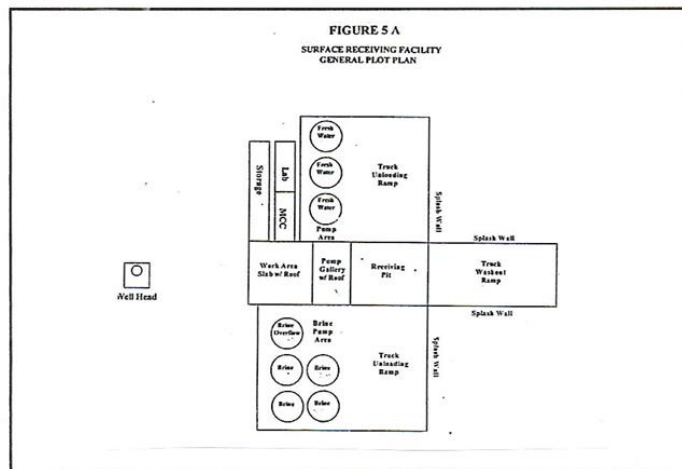 FIGURE 5 A
SURFACE RECEIVING FACILITY
GENERAL PLOT PLAN
Fresh
Water
Fresh
Water
Fresh
Water
Pump
Area
Storage
Lab
MCC
Truck
Unloading
Ramp
Splash Wall
Splash Wall
Work Area
Slab w/ Roof
Pump
Gallery
w/ Roof
Receiving
Pit
Truck
Washout
Ramp
Well Head
Splash Wall
Brine
Overflow
Brine
Pump
Area
Brine
Brine
Brine
Brine
Truck
Unloading
Ramp
Splash Wall